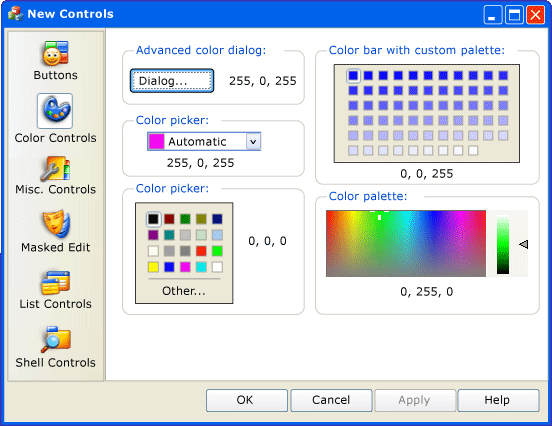 New Controls
Buttons
Color Controls
Misc. Controls
Masked Edit
List Controls
Shell Controls
Advanced color dialog:
Dialog...
255, 0, 255
Color picker:
Automatic
255, 0, 255
Color picker:
0, 0, 0
Other...
Color bar with custom palette:
0, 0, 255
Color palette:
0, 255, 0
OK
Cancel
Apply
Help